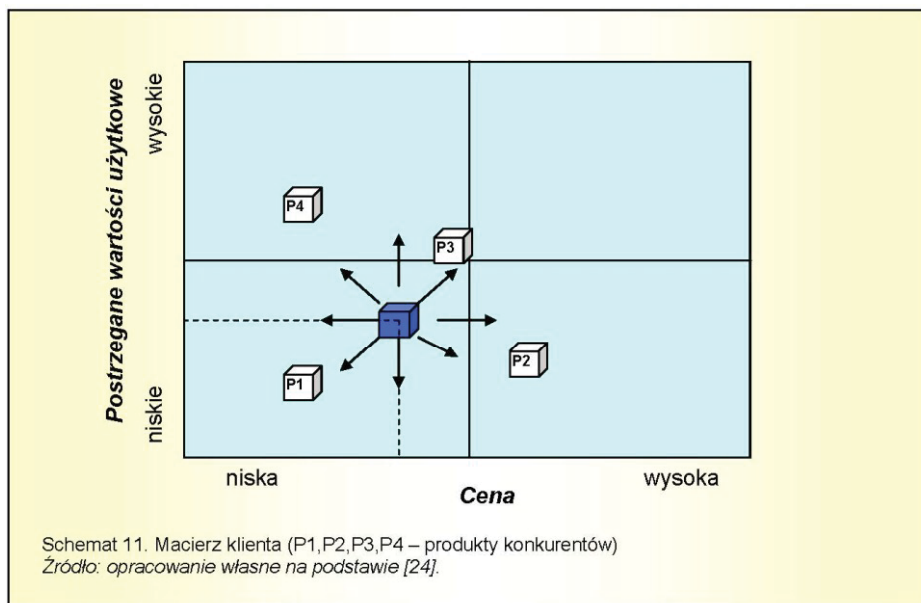 Postrzegane wartości użytkowe
wysokie
niskie
P4
P3
P2
P1
niska
wysoka
Cena
Schemat 11. Macierz klienta (P1,P2,P3,P4 – produkty konkurentów)
Źródło: opracowanie własne na podstawie [24].